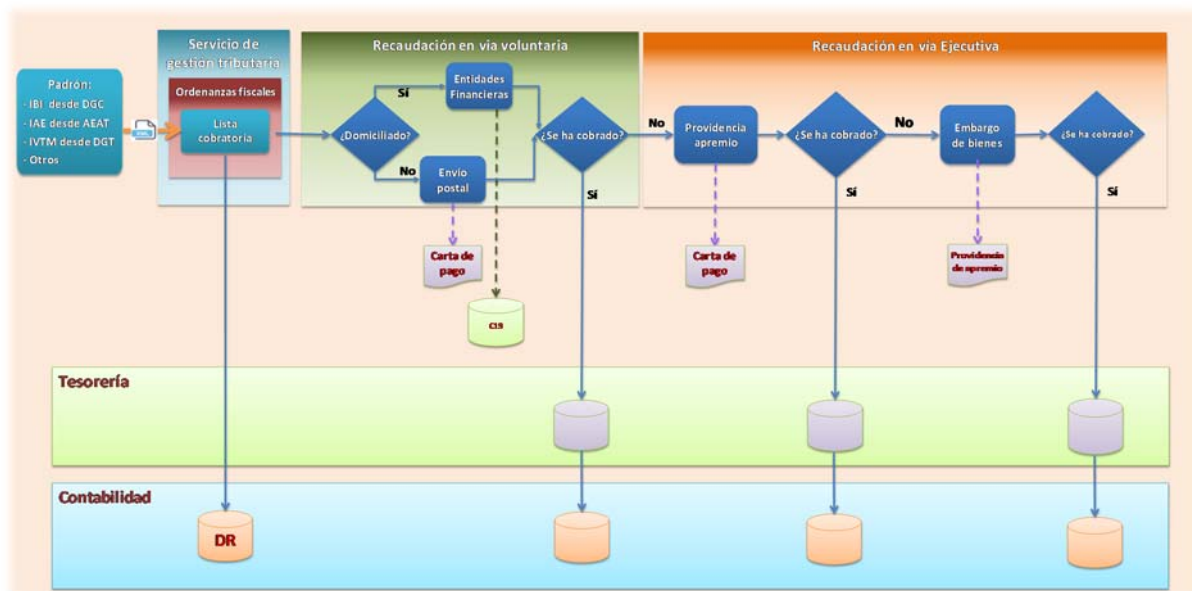 Servicio de
gestión tributaria
Recaudación en via voluntaria
Recaudación en vía Ejecutiva
Padrón:
- IBI desde DGC
- IAE desde AEAT
- IVTM desde DGT
- Otros
XML
Ordenanzas fiscales
Lista
cobratoria
¿Domiciliado?
Sí
Entidades
Financieras
No
Envío
postal
¿Se ha cobrado?
No
Sí
Providencia
apremio
¿Se ha cobrado?
No
Sí
Embargo
de bienes
¿Se ha cobrado?
Sí
Carta de
pago
C19
Carta de
pago
Providencia
de apremio
Tesorería
Contabilidad
DR